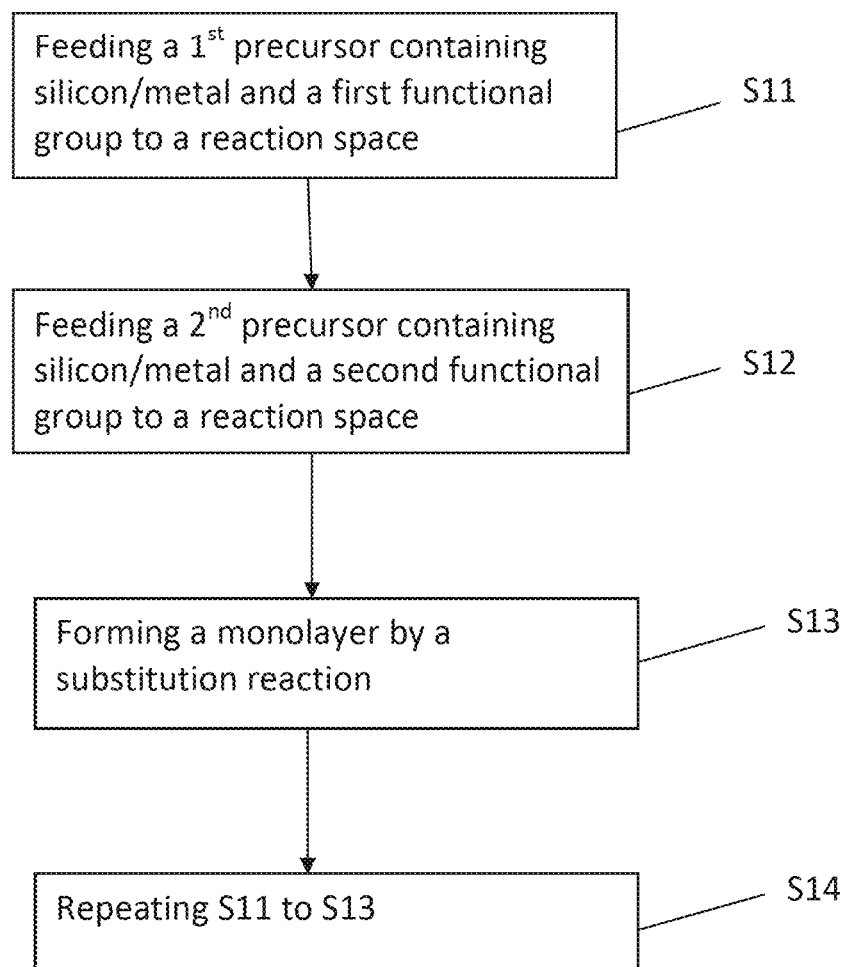 Feeding a 1st precursor containing
silicon/metal and a first functional
group to a reaction space
S11
Feeding a 2nd precursor containing
silicon/metal and a second functional
group to a reaction space
S12
Forming a monolayer by a
substitution reaction
S13
Repeating S11 to S13
S14